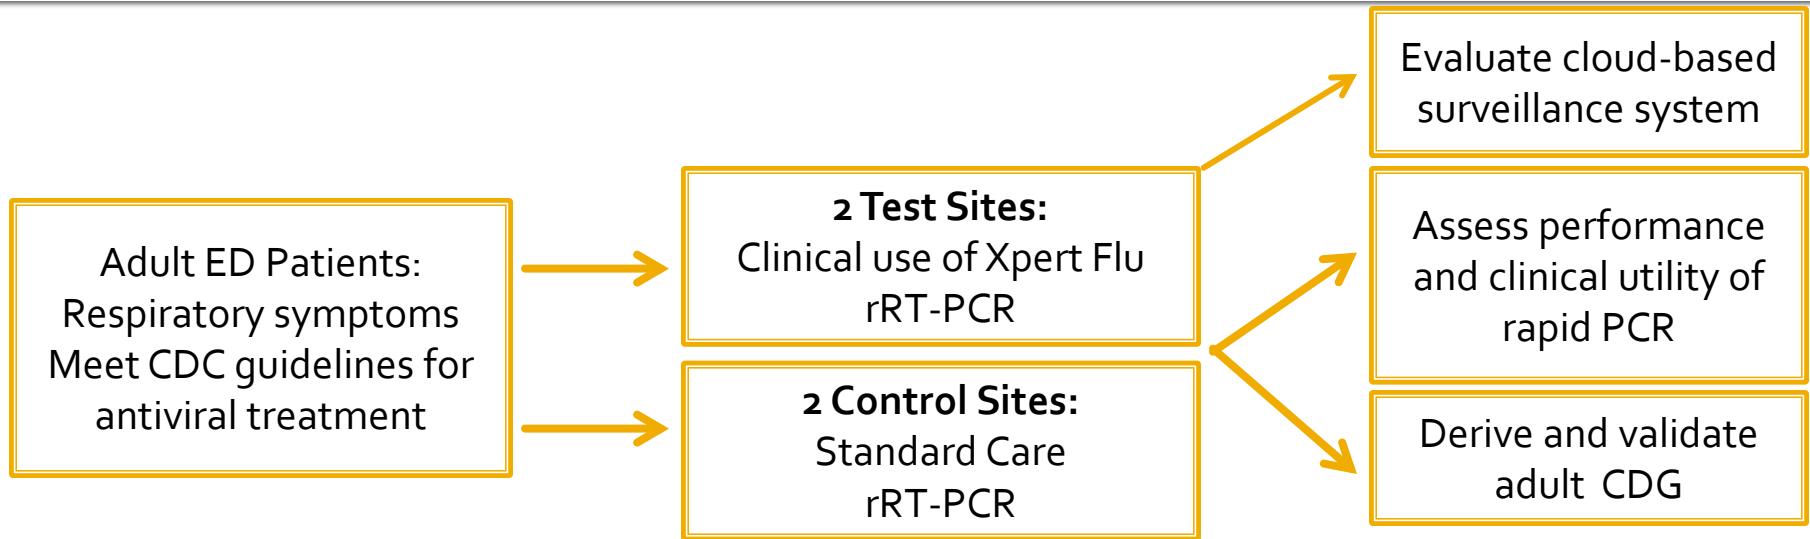 Adult ED Patients:
Respiratory symptoms
Meet CDC guidelines for
antiviral treatment
2 Test Sites:
Clinical use of Xpert Flu
rRT-PCR
2 Control Sites:
Standard Care
rRT-PCR
Evaluate cloud-based
surveillance system
Assess performance
and clinical utility of
rapid PCR
Derive and validate
adult CDG